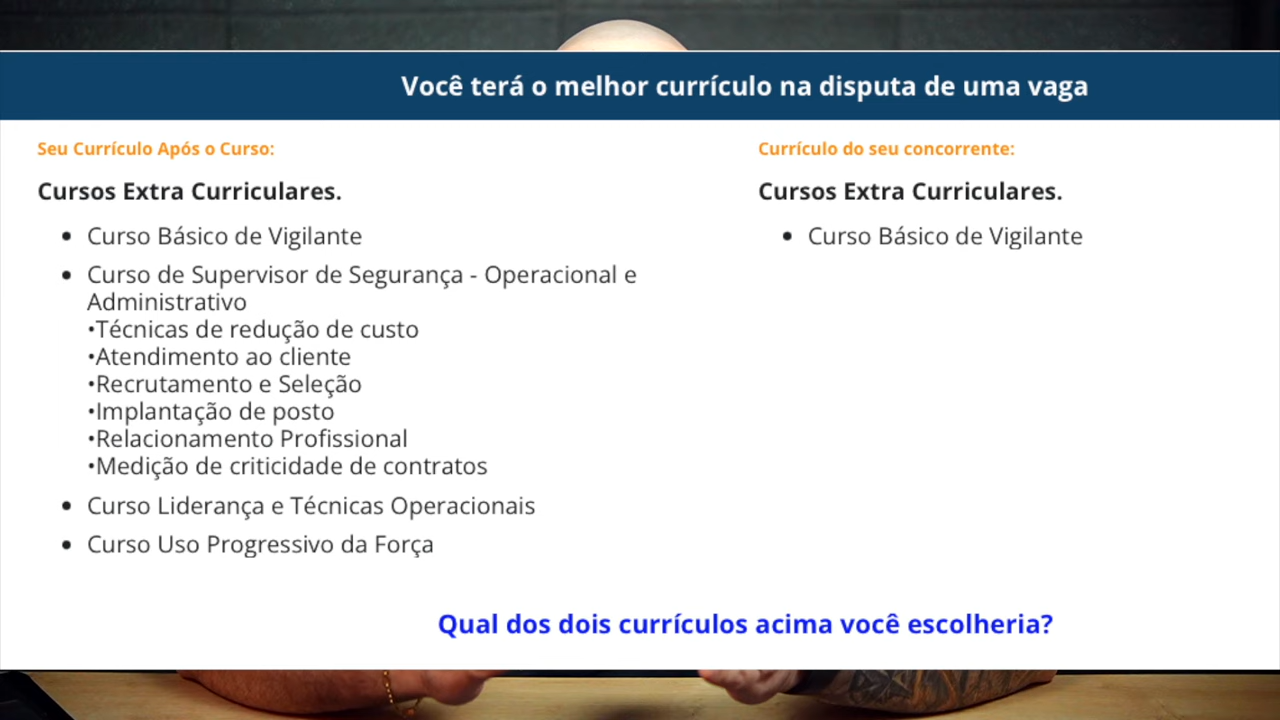 Você terá o melhor currículo na disputa de uma vaga
Seu Currículo Após o Curso:
Cursos Extra Curriculares.
• Curso Básico de Vigilante
• Curso de Supervisor de Segurança - Operacional e
Administrativo
•Técnicas de redução de custo
•Atendimento ao cliente
•Recrutamento e Seleção
•Implantação de posto
•Relacionamento Profissional
•Medição de criticidade de contratos
• Curso Liderança e Técnicas Operacionais
• Curso Uso Progressivo da Força
Currículo do seu concorrente:
Cursos Extra Curriculares.
• Curso Básico de Vigilante
Qual dos dois currículos acima você escolheria?